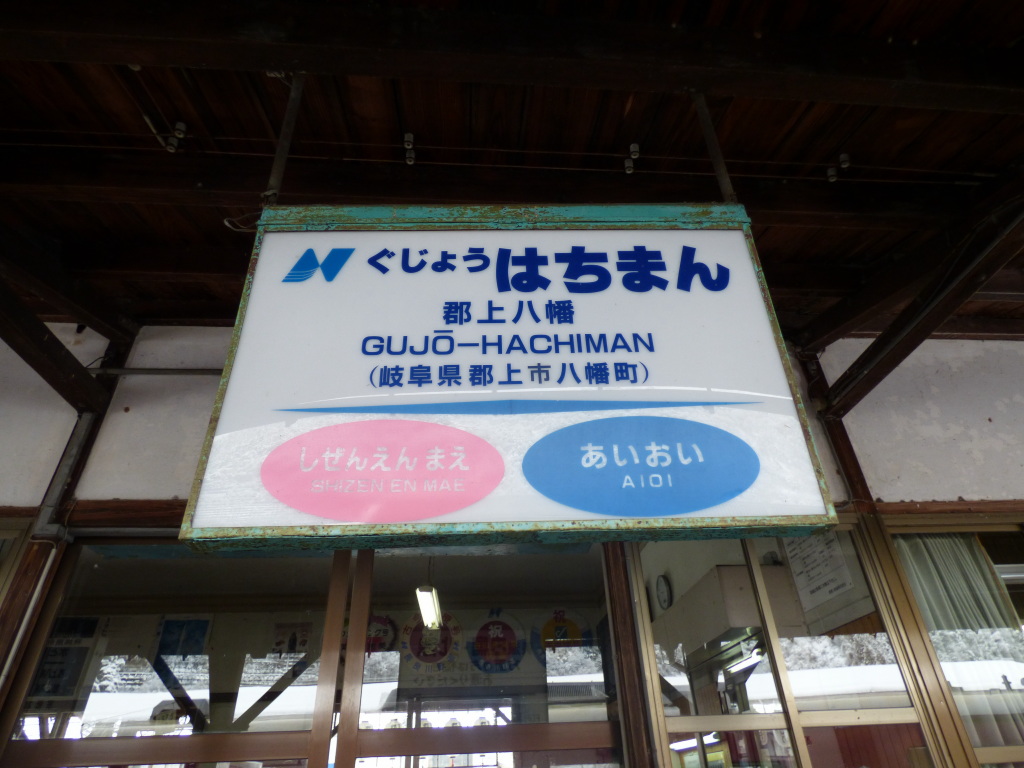 ぐじょう はちまん
郡上八幡
GUJŌ-HACHIMAN
(岐阜県郡上市八幡町)
しぜんえんまえ
SHIZEN EN MAE
あいおい
AIOI
祝
祝